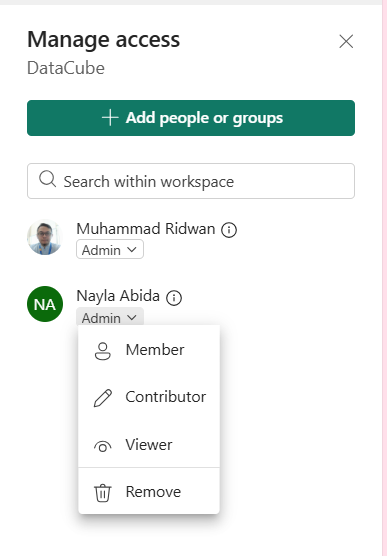 Manage access
DataCube
Add people or groups
Search within workspace
Muhammad Ridwan
Admin
NA
Nayla Abida
Admin
Member
Contributor
Viewer
Remove